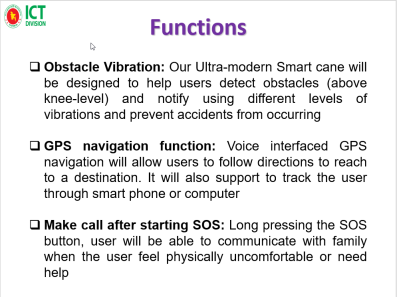 ICT
DIVISION
Functions
❑ Obstacle Vibration: Our Ultra-modern Smart cane will
be designed to help users detect obstacles (above
knee-level) and notify using different levels of
vibrations and prevent accidents from occurring
❑ GPS navigation function: Voice interfaced GPS
navigation will allow users to follow directions to reach
to a destination. It will also support to track the user
through smart phone or computer
❑ Make call after starting SOS: Long pressing the SOS
button, user will be able to communicate with family
when the user feel physically uncomfortable or need
help